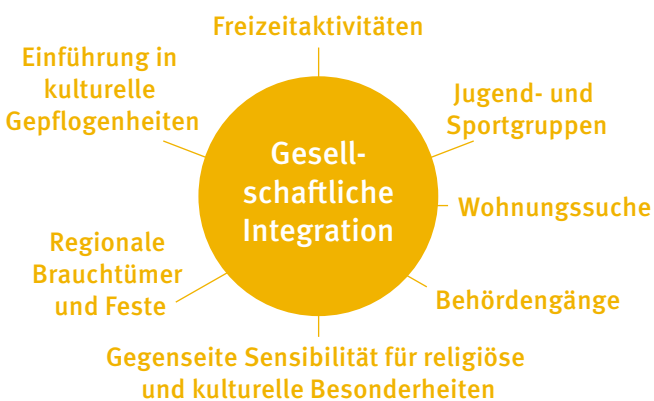 Freizeitaktivitäten
Einführung in
kulturelle
Gepflogenheiten
Jugend- und
Sportgruppen
Gesell-
schaftliche
Integration
Wohnungssuche
Regionale
Brauchtümer
und Feste
Behördengänge
Gegenseite Sensibilität für religiöse
und kulturelle Besonderheiten